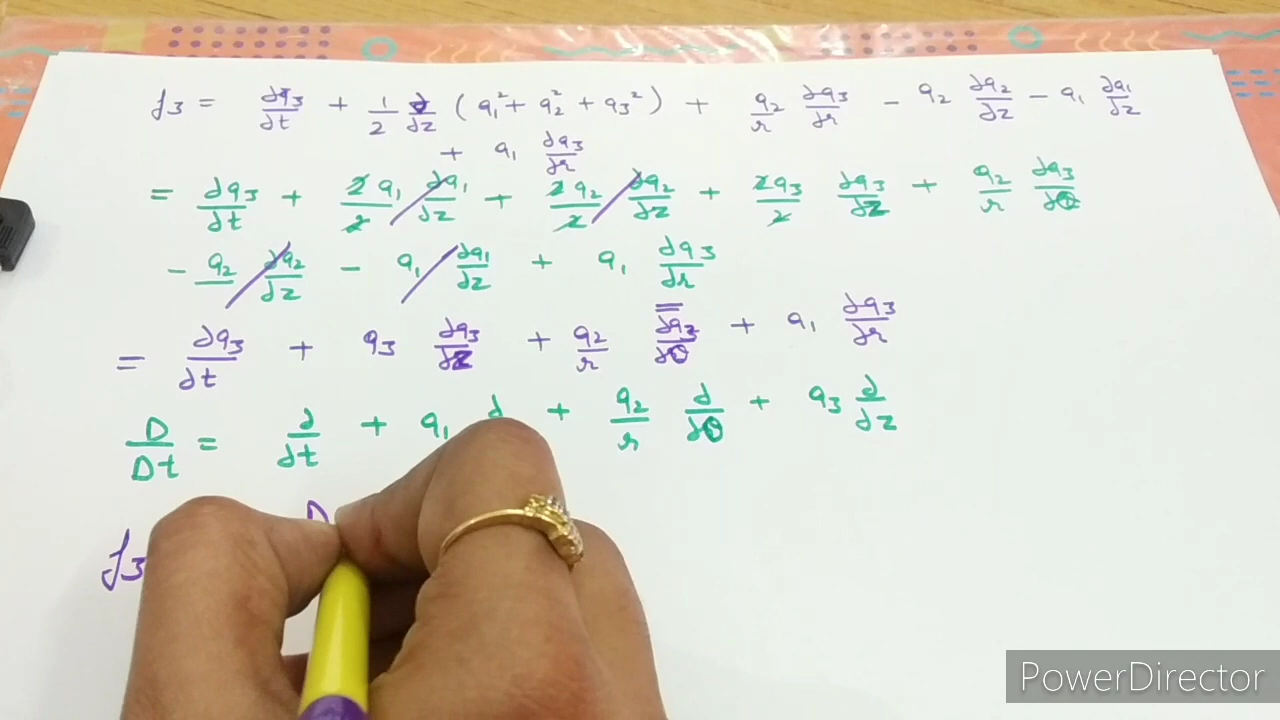 f3 = ∂q3/∂t + 1/2 ∂/∂z (q1² + q2² + q3²) + q2/r ∂q3/∂r − q2 ∂q2/∂z − q1 ∂q1/∂z
+ q1 ∂q3/∂r
= ∂q3/∂t + 2q1/2 ∂q1/∂z + 2q2/2 ∂q2/∂z + 2q3/2 ∂q3/∂z + q2/r ∂q3/∂θ
− q2 ∂q2/∂z − q1 ∂q1/∂z + q1 ∂q3/∂r
= ∂q3/∂t + q3 ∂q3/∂z + q2/r ∂q3/∂θ + q1 ∂q3/∂r
D/Dt = ∂/∂t + q1 ∂ + q2/r ∂/∂θ + q3 ∂/∂z
f3 D
PowerDirector